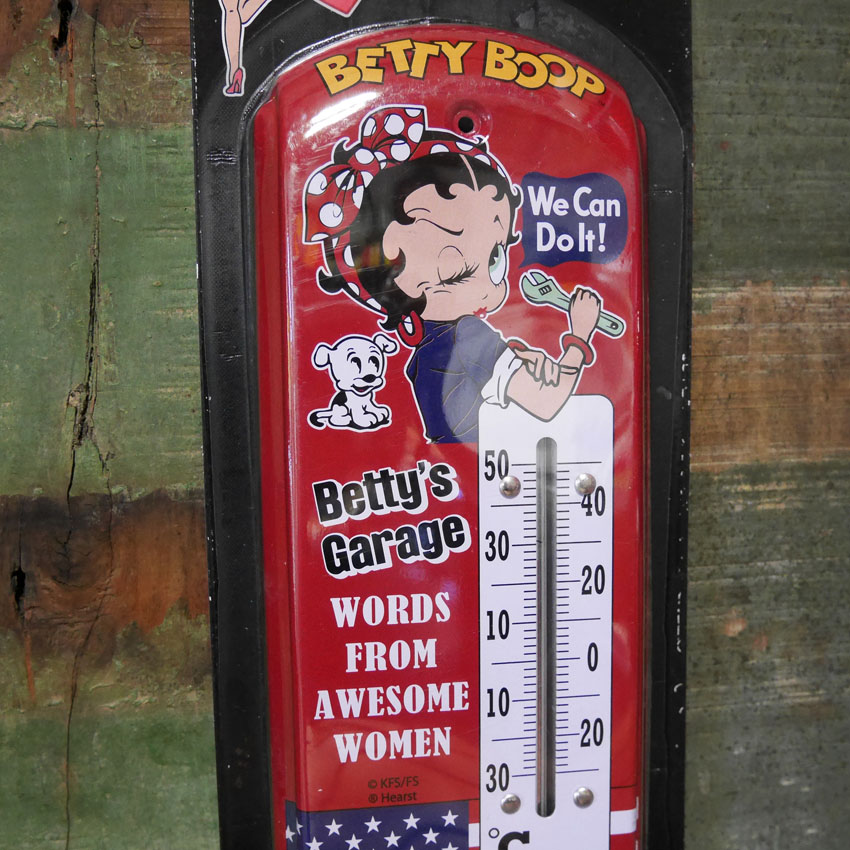 BETTY BOOP
We Can
Do It!
Betty's
Garage
WORDS
FROM
AWESOME
WOMEN
© KFS/FS
® Hearst
50
40
30
20
10
0
10
20
30
°C